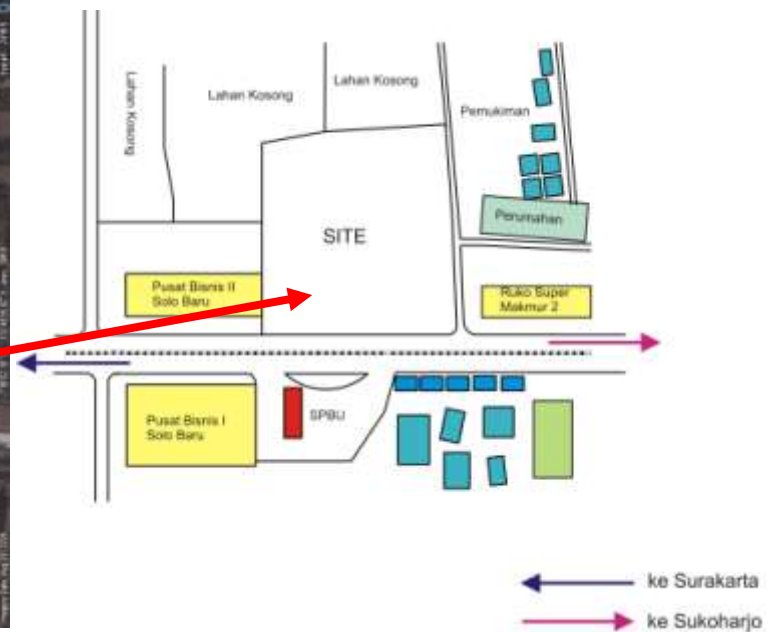 Lahan Kosong
Lahan Kosong
Lahan Kosong
Pemukiman
Perumahan
SITE
Pusat Bisnis II
Solo Baru
Ruko Super
Makmur 2
Pusat Bisnis I
Solo Baru
SPBU
ke Surakarta
ke Sukoharjo